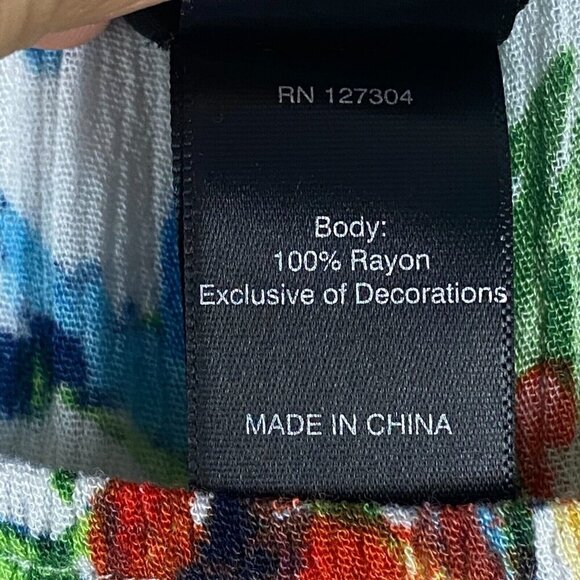 RN 127304
Body:
100% Rayon
Exclusive of Decorations
MADE IN CHINA